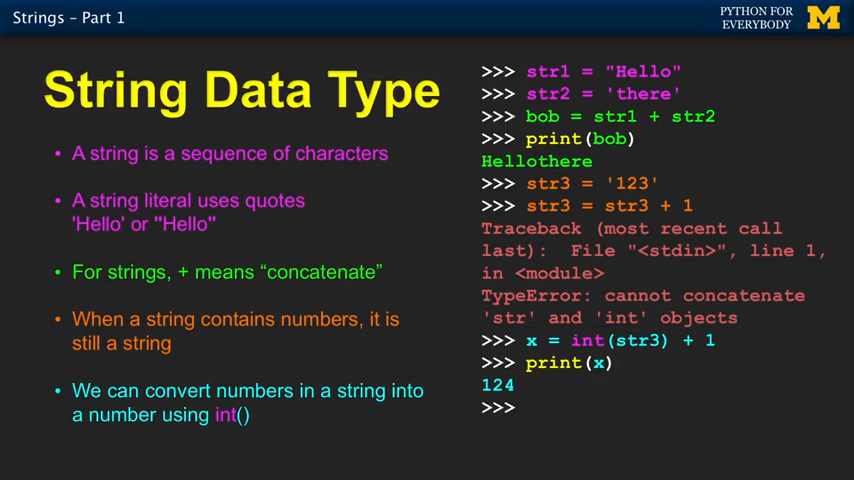 Strings – Part 1
PYTHON FOR
EVERYBODY
M
String Data Type
• A string is a sequence of characters
• A string literal uses quotes
'Hello' or "Hello"
• For strings, + means “concatenate”
• When a string contains numbers, it is
still a string
• We can convert numbers in a string into
a number using int()
>>> str1 = "Hello"
>>> str2 = 'there'
>>> bob = str1 + str2
>>> print(bob)
Hellothere
>>> str3 = '123'
>>> str3 = str3 + 1
Traceback (most recent call
last):  File "<stdin>", line 1,
in <module>
TypeError: cannot concatenate
'str' and 'int' objects
>>> x = int(str3) + 1
>>> print(x)
124
>>>